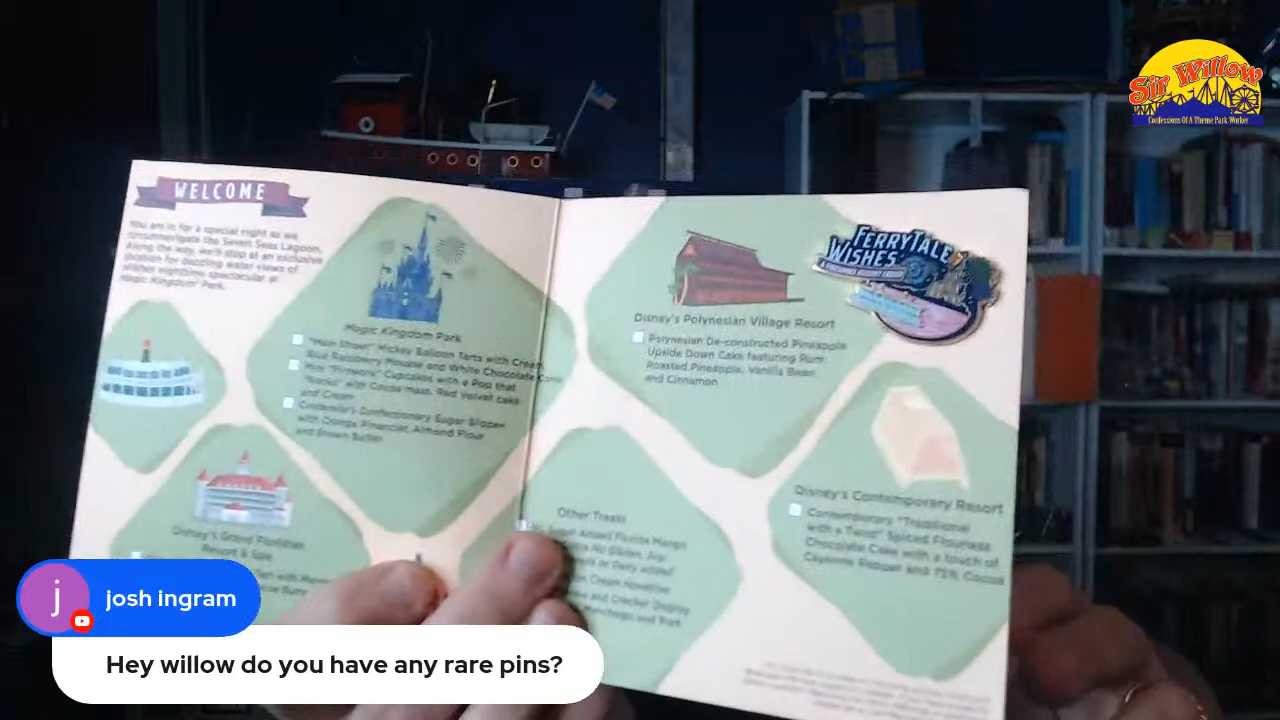 Sir Willow
Confessions Of A Theme Park Worker
WELCOME
You are in for a special night as we
circumnavigate the Seven Seas Lagoon.
Along the way we'll stop at an exclusive
location for dazzling water views of
wishes nighttime spectacular at
Magic Kingdom Park.
Magic Kingdom Park
"Main Street" Mickey Balloon Tarts with Cream,
Blue Raspberry Mousse and White Chocolate
Mini "Firework" Cupcakes with a Pop that
"Rocks" with Cocoa mass, Red Velvet cake
and Cream
Cinderella's Confectionary Sugar Slipper
with Orange Financier, Almond Flour
and Brown Butter
Disney's Grand Floridian
Resort & Spa
FERRYTALE
WISHES
Disney's Polynesian Village Resort
Polynesian De-constructed Pineapple
Upside Down Cake featuring Rum
Roasted Pineapple, Vanilla Bean
and Cinnamon
Disney's Contemporary Resort
Contemporary "Traditional
with a Twist" Spiced Flourless
Chocolate Cake with a touch of
Cayenne Pepper and 72% Cocoa
Other Treats
Mango
Cream Novelties
and Cracker Display
j
josh ingram
Hey willow do you have any rare pins?